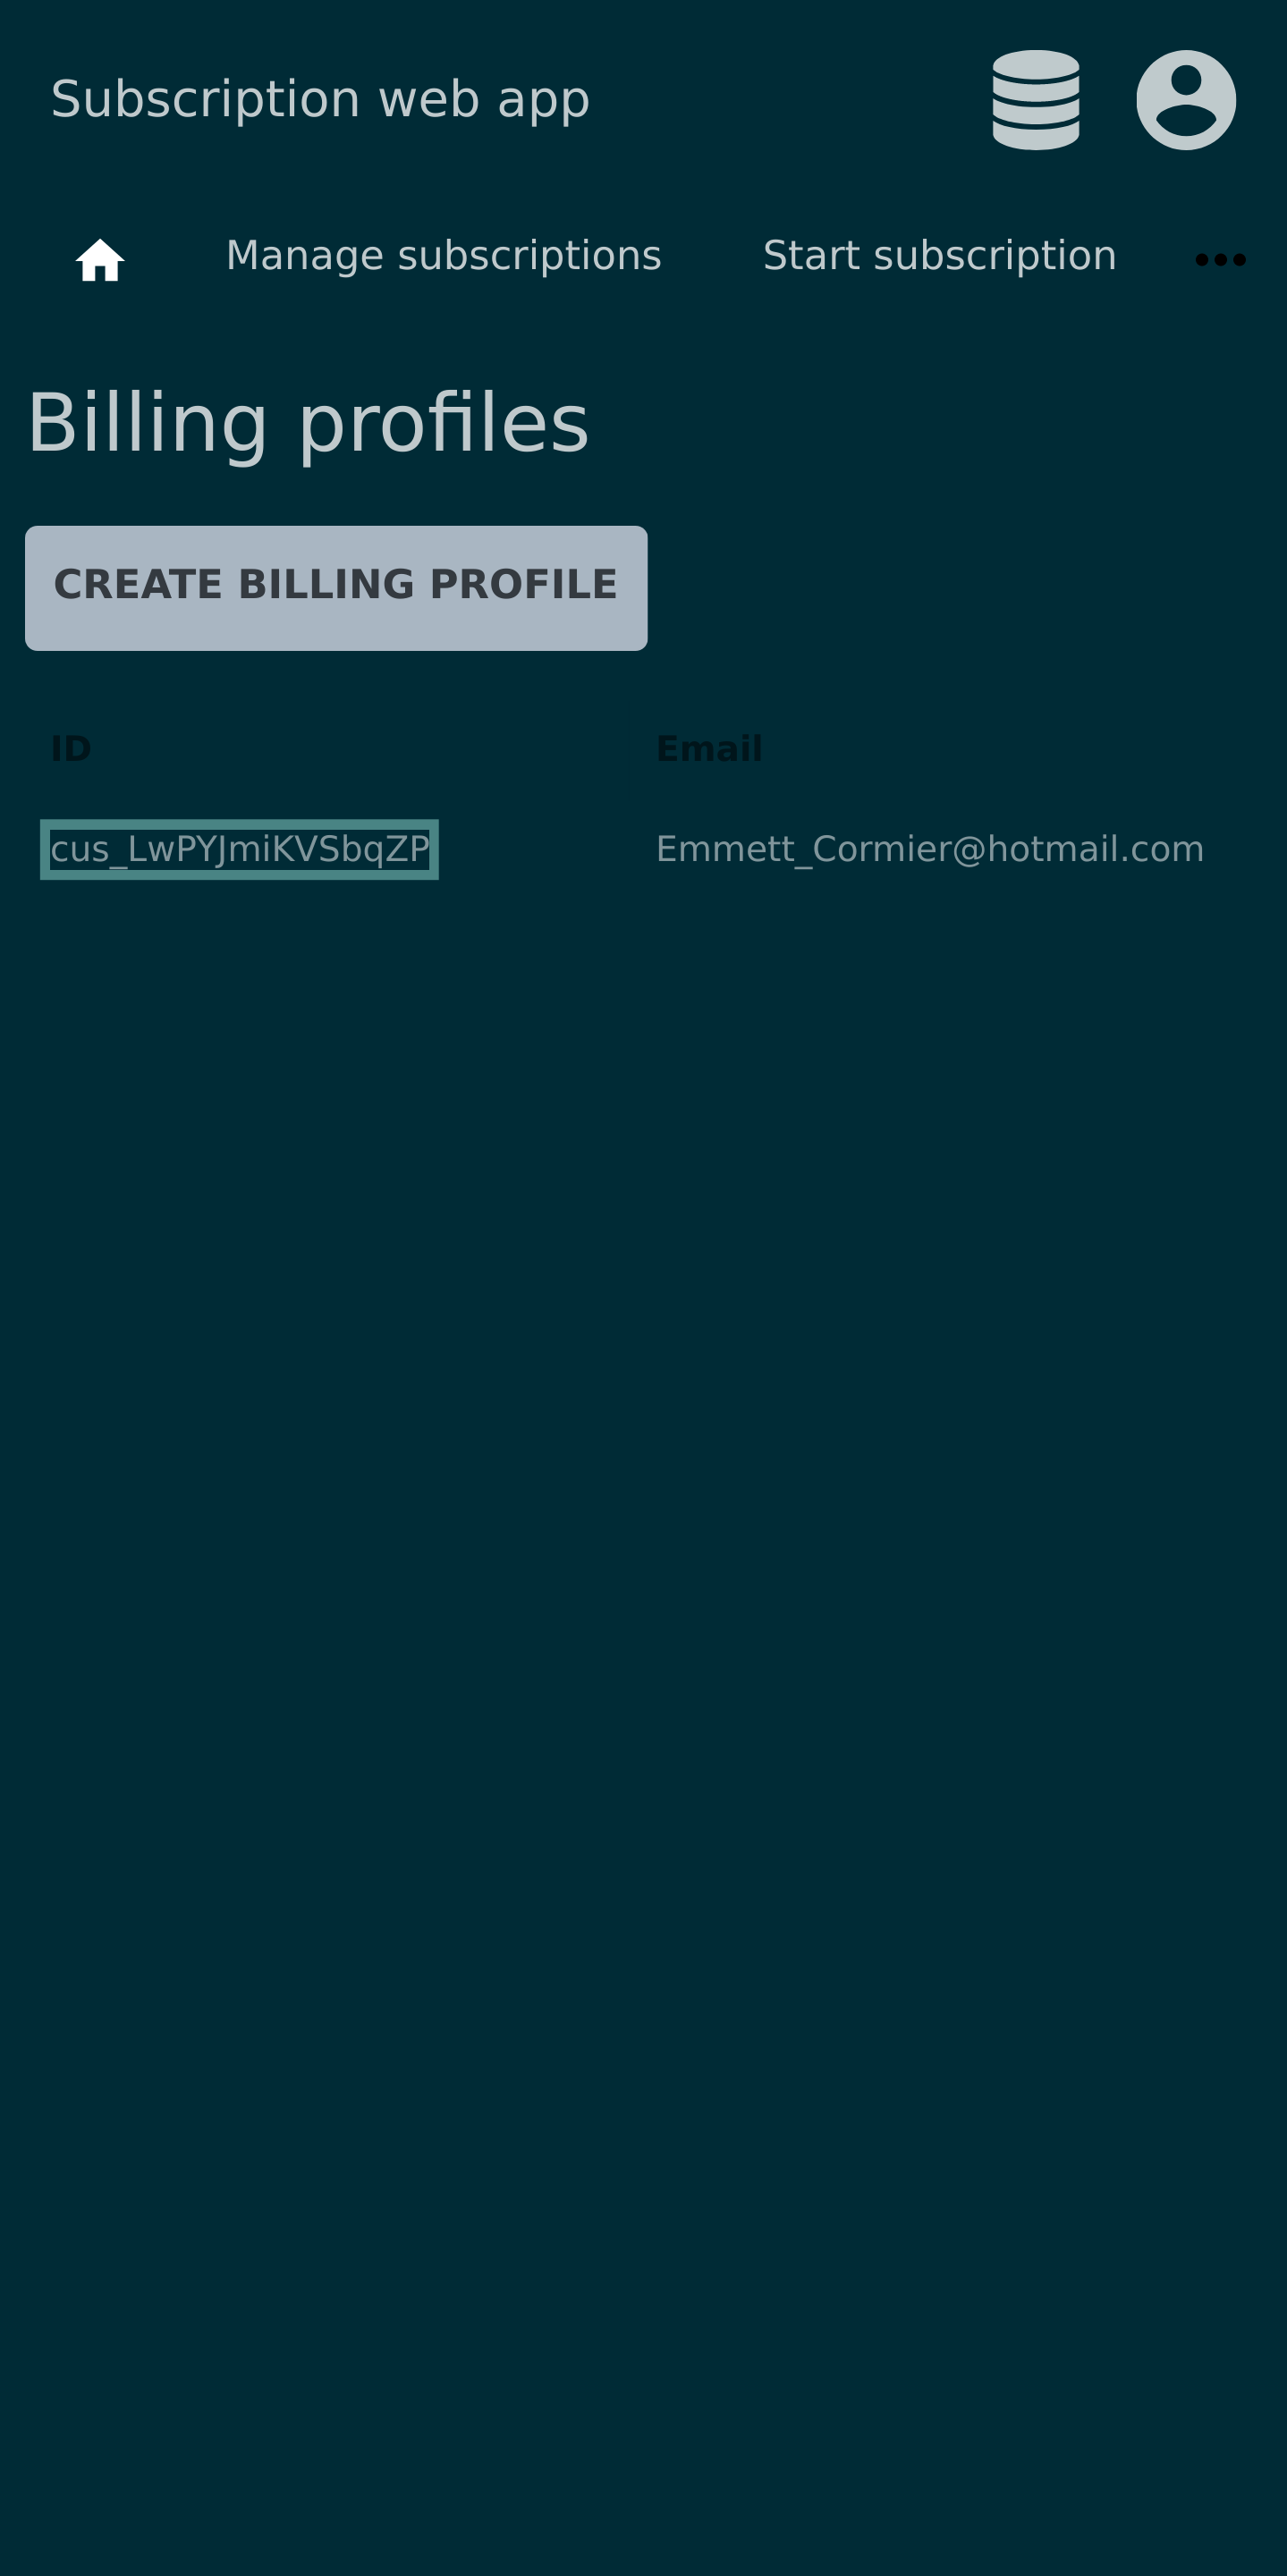 Subscription web app
Manage subscriptions Start subscription
Billing profiles
CREATE BILLING PROFILE
ID Email
cus_LwPYJmiKVSbqZP Emmett_Cormier@hotmail.com